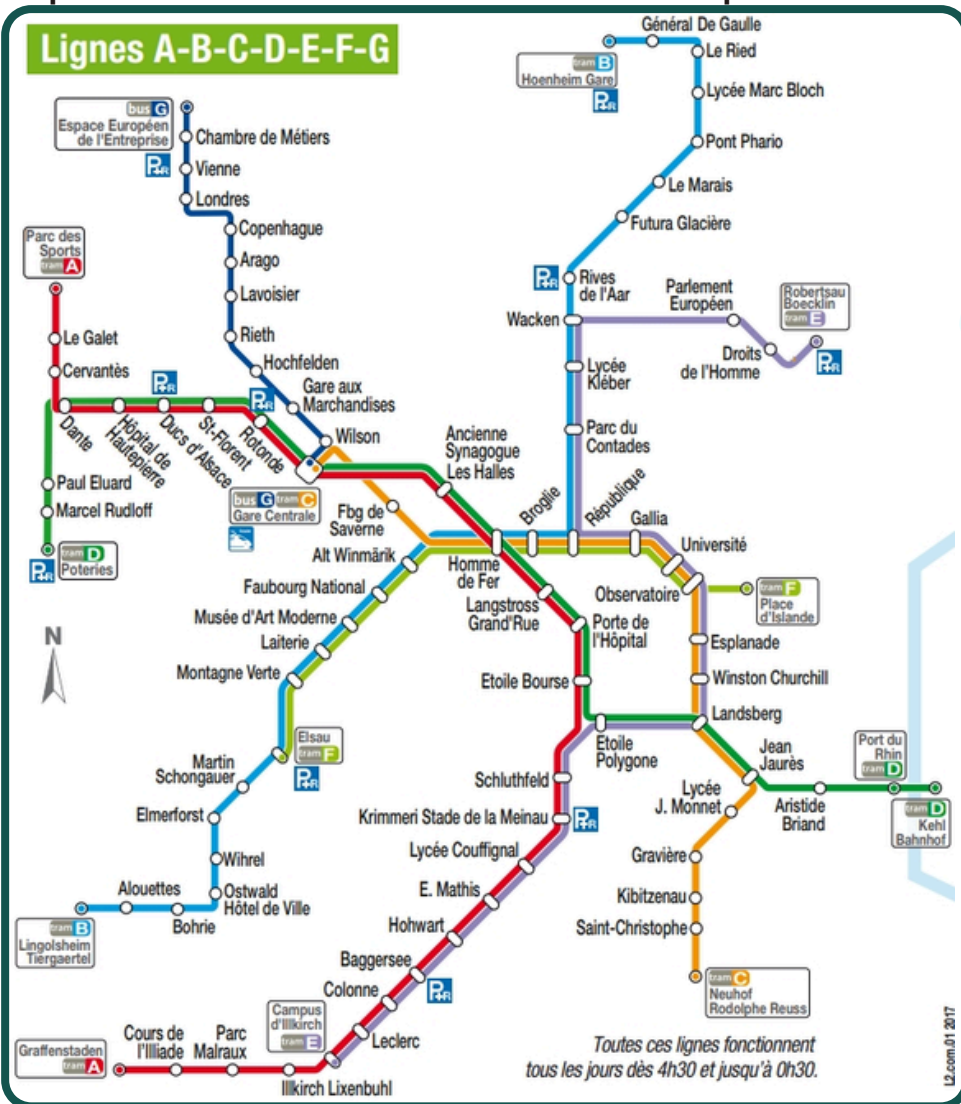 Lignes A-B-C-D-E-F-G
bus G
Espace Européen
de l'Entreprise
P+R
Chambre de Métiers
Vienne
Londres
Copenhague
Arago
Lavoisier
Rieth
Hochfelden
Gare aux
Marchandises
Wilson
Général De Gaulle
tram B
Hoenheim Gare
P+R
Le Ried
Lycée Marc Bloch
Pont Phario
Le Marais
Futura Glacière
P+R
Rives
de l'Aar
Wacken
Parlement
Européen
Robertsau
Boecklin
tram E
Droits
de l'Homme
P+R
Lycée
Kléber
Parc du
Contades
Parc des
Sports
tram A
Le Galet
Cervantès
P+R
P+R
Dante
Hôpital de
Hautepierre
Ducs d'Alsace
St-Florent
Rotonde
Paul Eluard
Marcel Rudloff
P+R
tram D
Poteries
bus G tram C
Gare Centrale
Ancienne
Synagogue
Les Halles
Fbg de
Saverne
Broglie
République
Gallia
Université
Alt Winmärik
Homme
de Fer
Observatoire
tram F
Place
d'Islande
Faubourg National
Langstross
Grand'Rue
Musée d'Art Moderne
Porte de
l'Hôpital
Esplanade
Laiterie
Montagne Verte
Etoile Bourse
Winston Churchill
Landsberg
N
Elsau
tram F
P+R
Etoile
Polygone
Jean
Jaurès
Port du
Rhin
tram D
Martin
Schongauer
Schluthfeld
Lycée
J. Monnet
Aristide
Briand
tram D
Kehl
Bahnhof
Elmerforst
Krimmeri Stade de la Meinau
P+R
Wihrel
Lycée Couffignal
Gravière
Alouettes
Ostwald
Hôtel de Ville
E. Mathis
Kibitzenau
tram B
Lingolsheim
Tiergaertel
Bohrie
Hohwart
Saint-Christophe
Baggersee
P+R
tram C
Neuhof
Rodolphe Reuss
Colonne
Campus
d'Illkirch
tram E
Leclerc
Graffenstaden
tram A
Cours de
l'Illiade
Parc
Malraux
Illkirch Lixenbuhl
Toutes ces lignes fonctionnent
tous les jours dès 4h30 et jusqu'à 0h30.
L2.com.01 2017